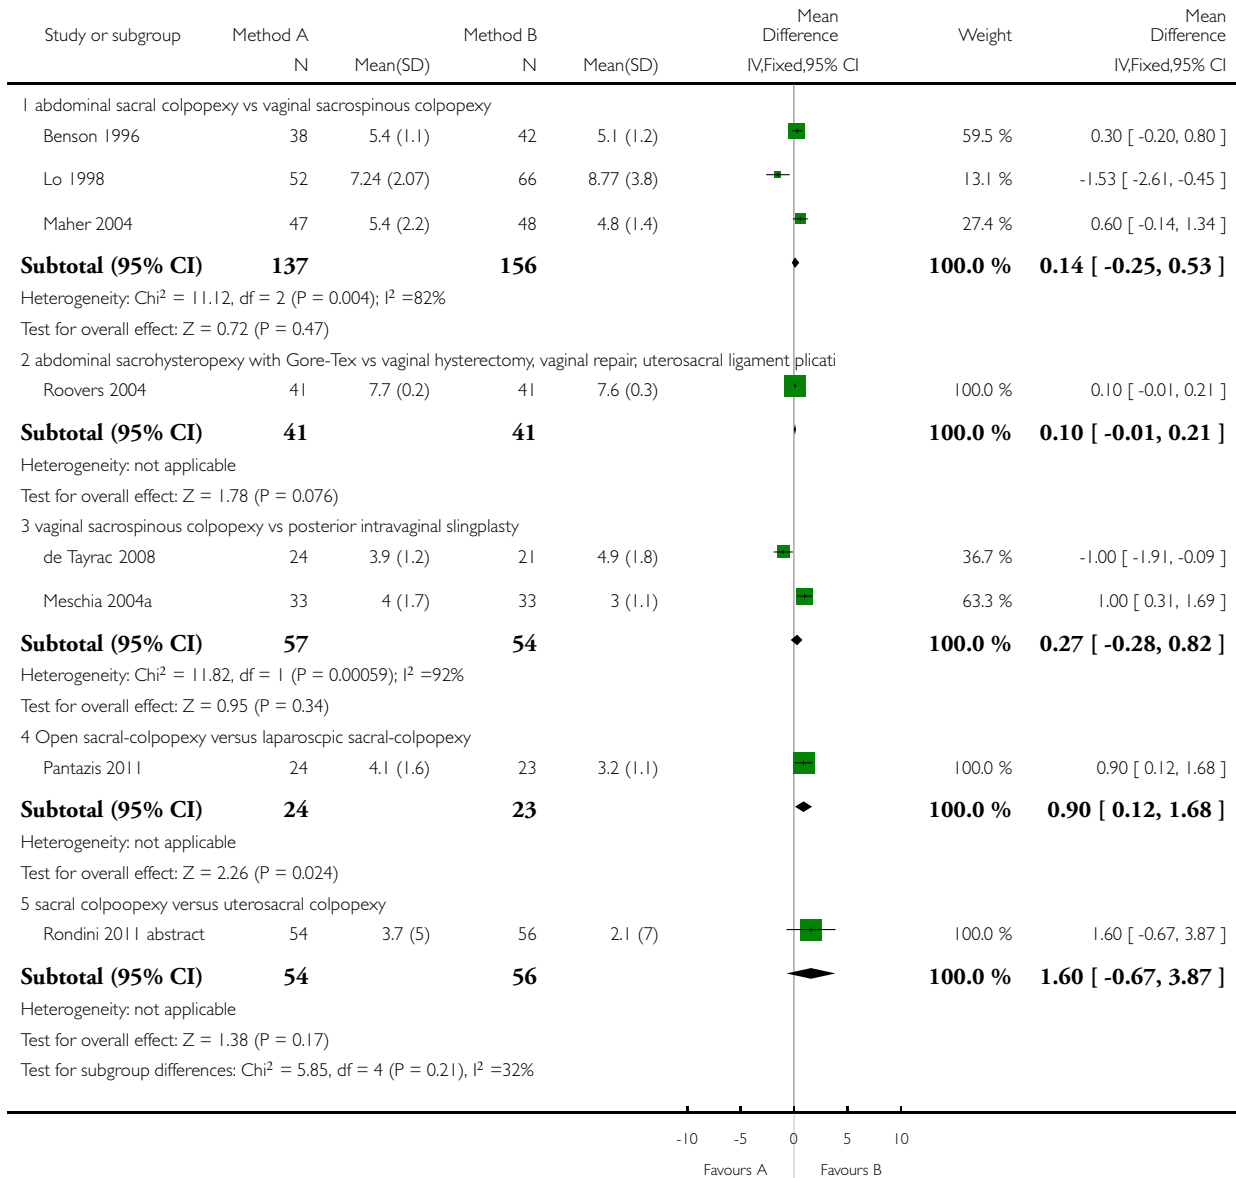 Mean Mean
Study or subgroup Method A Method B Difference Weight Difference
N Mean(SD) N Mean(SD) IV,Fixed,95% CI IV,Fixed,95% CI
1 abdominal sacral colpopexy vs vaginal sacrospinous colpopexy
Benson 1996 38 5.4 (1.1) 42 5.1 (1.2) 59.5 % 0.30 [ -0.20, 0.80 ]
Lo 1998 52 7.24 (2.07) 66 8.77 (3.8) 13.1 % -1.53 [ -2.61, -0.45 ]
Maher 2004 47 5.4 (2.2) 48 4.8 (1.4) 27.4 % 0.60 [ -0.14, 1.34 ]
Subtotal (95% CI) 137 156 100.0 % 0.14 [ -0.25, 0.53 ]
Heterogeneity: Chi² = 11.12, df = 2 (P = 0.004); I² =82%
Test for overall effect: Z = 0.72 (P = 0.47)
2 abdominal sacrohysteropexy with Gore-Tex vs vaginal hysterectomy, vaginal repair, uterosacral ligament plicati
Roovers 2004 41 7.7 (0.2) 41 7.6 (0.3) 100.0 % 0.10 [ -0.01, 0.21 ]
Subtotal (95% CI) 41 41 100.0 % 0.10 [ -0.01, 0.21 ]
Heterogeneity: not applicable
Test for overall effect: Z = 1.78 (P = 0.076)
3 vaginal sacrospinous colpopexy vs posterior intravaginal slingplasty
de Tayrac 2008 24 3.9 (1.2) 21 4.9 (1.8) 36.7 % -1.00 [ -1.91, -0.09 ]
Meschia 2004a 33 4 (1.7) 33 3 (1.1) 63.3 % 1.00 [ 0.31, 1.69 ]
Subtotal (95% CI) 57 54 100.0 % 0.27 [ -0.28, 0.82 ]
Heterogeneity: Chi² = 11.82, df = 1 (P = 0.00059); I² =92%
Test for overall effect: Z = 0.95 (P = 0.34)
4 Open sacral-colpopexy versus laparoscpic sacral-colpopexy
Pantazis 2011 24 4.1 (1.6) 23 3.2 (1.1) 100.0 % 0.90 [ 0.12, 1.68 ]
Subtotal (95% CI) 24 23 100.0 % 0.90 [ 0.12, 1.68 ]
Heterogeneity: not applicable
Test for overall effect: Z = 2.26 (P = 0.024)
5 sacral colpoopexy versus uterosacral colpopexy
Rondini 2011 abstract 54 3.7 (5) 56 2.1 (7) 100.0 % 1.60 [ -0.67, 3.87 ]
Subtotal (95% CI) 54 56 100.0 % 1.60 [ -0.67, 3.87 ]
Heterogeneity: not applicable
Test for overall effect: Z = 1.38 (P = 0.17)
Test for subgroup differences: Chi² = 5.85, df = 4 (P = 0.21), I² =32%
-10 -5 0 5 10
Favours A Favours B